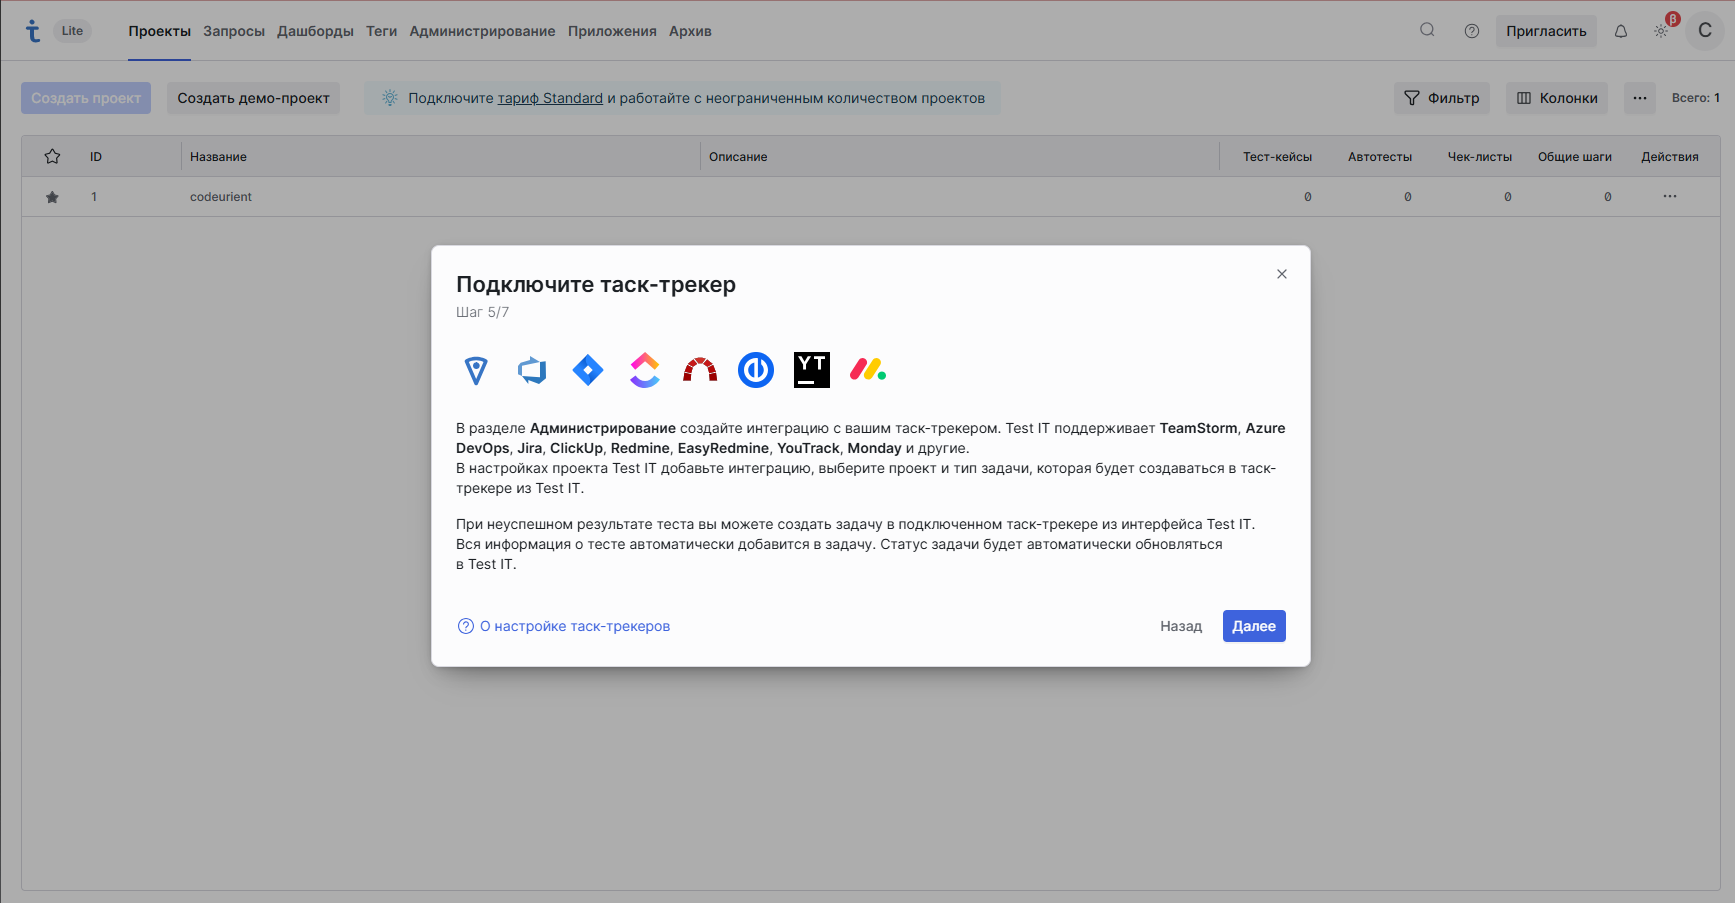 Lite
Проекты Запросы Дашборды Теги Администрирование Приложения Архив
Пригласить
β
C
Создать проект
Создать демо-проект
Подключите тариф Standard и работайте с неограниченным количеством проектов
Фильтр
Колонки
Всего: 1
ID Название Описание Тест-кейсы Автотесты Чек-листы Общие шаги Действия
1 codeurient 0 0 0 0
Подключите таск-трекер
Шаг 5/7
YT
В разделе Администрирование создайте интеграцию с вашим таск-трекером. Test IT поддерживает TeamStorm, Azure
DevOps, Jira, ClickUp, Redmine, EasyRedmine, YouTrack, Monday и другие.
В настройках проекта Test IT добавьте интеграцию, выберите проект и тип задачи, которая будет создаваться в таск-
трекере из Test IT.
При неуспешном результате теста вы можете создать задачу в подключенном таск-трекере из интерфейса Test IT.
Вся информация о тесте автоматически добавится в задачу. Статус задачи будет автоматически обновляться
в Test IT.
О настройке таск-трекеров
Назад
Далее